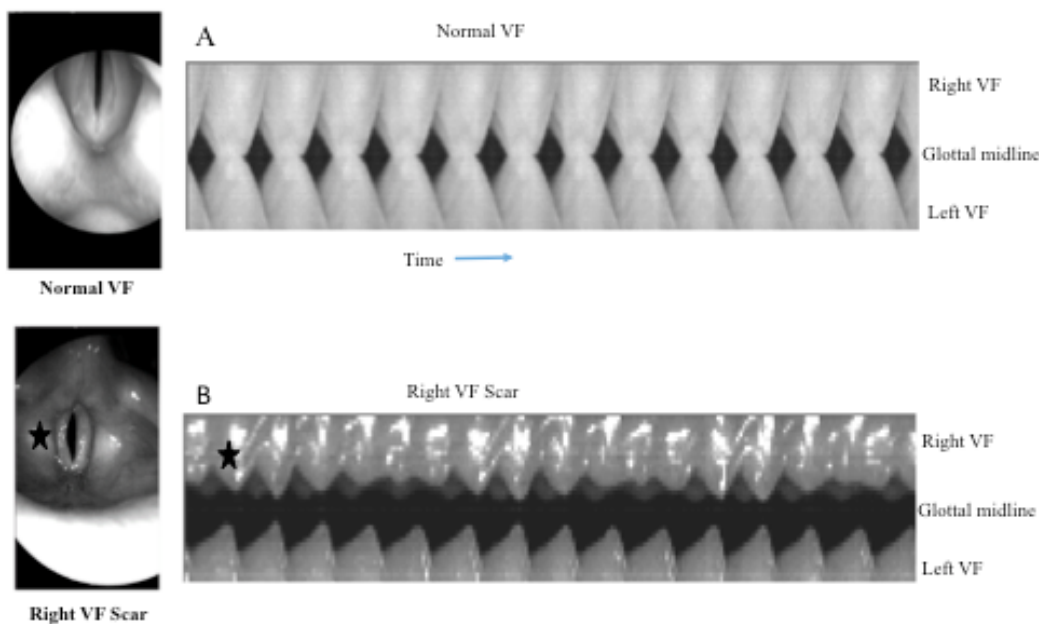 A
Normal VF
Right VF
Glottal midline
Left VF
Time
Normal VF
B
Right VF Scar
Right VF
Glottal midline
Left VF
Right VF Scar